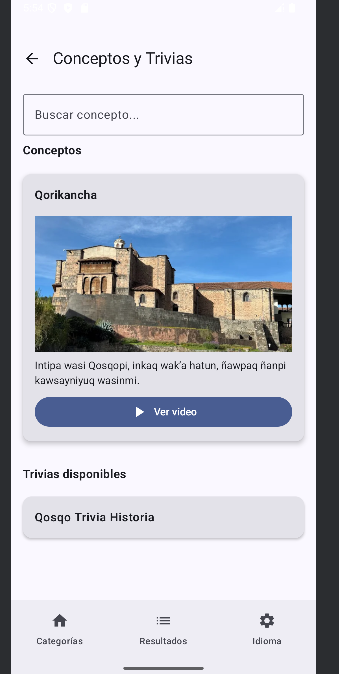 Conceptos y Trivias
Buscar concepto...
Conceptos
Qorikancha
Intipa wasi Qosqopi, inkaq wak'a hatun, ñawpaq ñanpi
kawsayniyuq wasinmi.
Ver video
Trivias disponibles
Qosqo Trivia Historia
Categorías
Resultados
Idioma